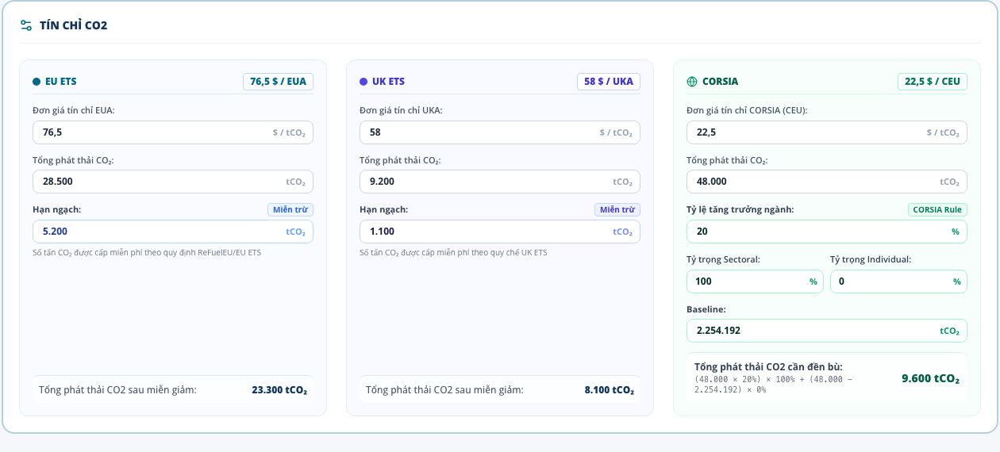 TÍN CHỈ CO2
EU ETS
76,5 $ / EUA
Đơn giá tín chỉ EUA:
76,5
$ / tCO₂
Tổng phát thải CO₂:
28.500
tCO₂
Hạn ngạch:
Miễn trừ
5.200
tCO₂
Số tấn CO₂ được cấp miễn phí theo quy định ReFuelEU/EU ETS
Tổng phát thải CO2 sau miễn giảm:
23.300 tCO₂
UK ETS
58 $ / UKA
Đơn giá tín chỉ UKA:
58
$ / tCO₂
Tổng phát thải CO₂:
9.200
tCO₂
Hạn ngạch:
Miễn trừ
1.100
tCO₂
Số tấn CO₂ được cấp miễn phí theo quy chế UK ETS
Tổng phát thải CO2 sau miễn giảm:
8.100 tCO₂
CORSIA
22,5 $ / CEU
Đơn giá tín chỉ CORSIA (CEU):
22,5
$ / tCO₂
Tổng phát thải CO₂:
48.000
tCO₂
Tỷ lệ tăng trưởng ngành:
CORSIA Rule
20
%
Tỷ trọng Sectoral:
100
%
Tỷ trọng Individual:
0
%
Baseline:
2.254.192
tCO₂
Tổng phát thải CO2 cần đền bù:
(48.000 × 20%) × 100% + (48.000 −
2.254.192) × 0%
9.600 tCO₂